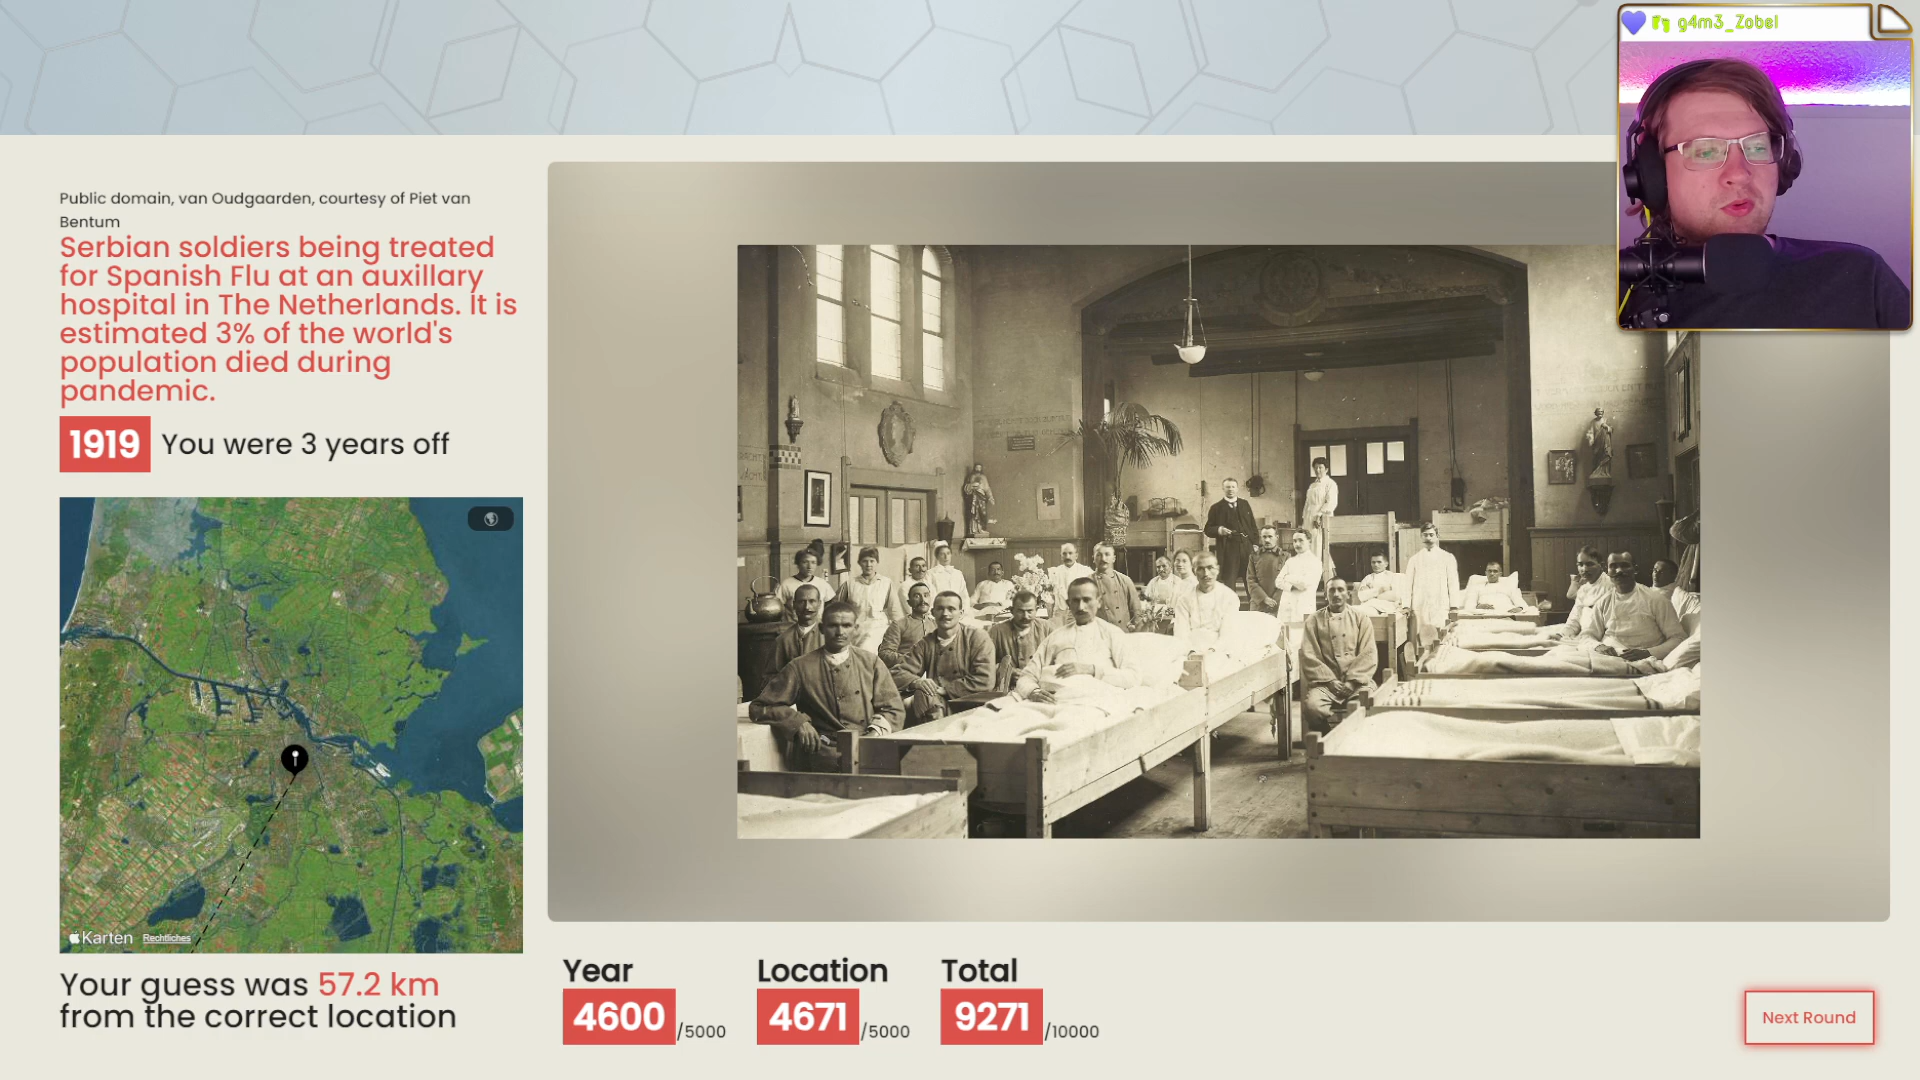 g4m3_Zobel
Public domain, van Oudgaarden, courtesy of Piet van
Bentum
Serbian soldiers being treated
for Spanish Flu at an auxillary
hospital in The Netherlands. It is
estimated 3% of the world's
population died during
pandemic.
1919 You were 3 years off
Karten Rechtliches
Your guess was 57.2 km
from the correct location
Year
4600/5000
Location
4671/5000
Total
9271/10000
Next Round